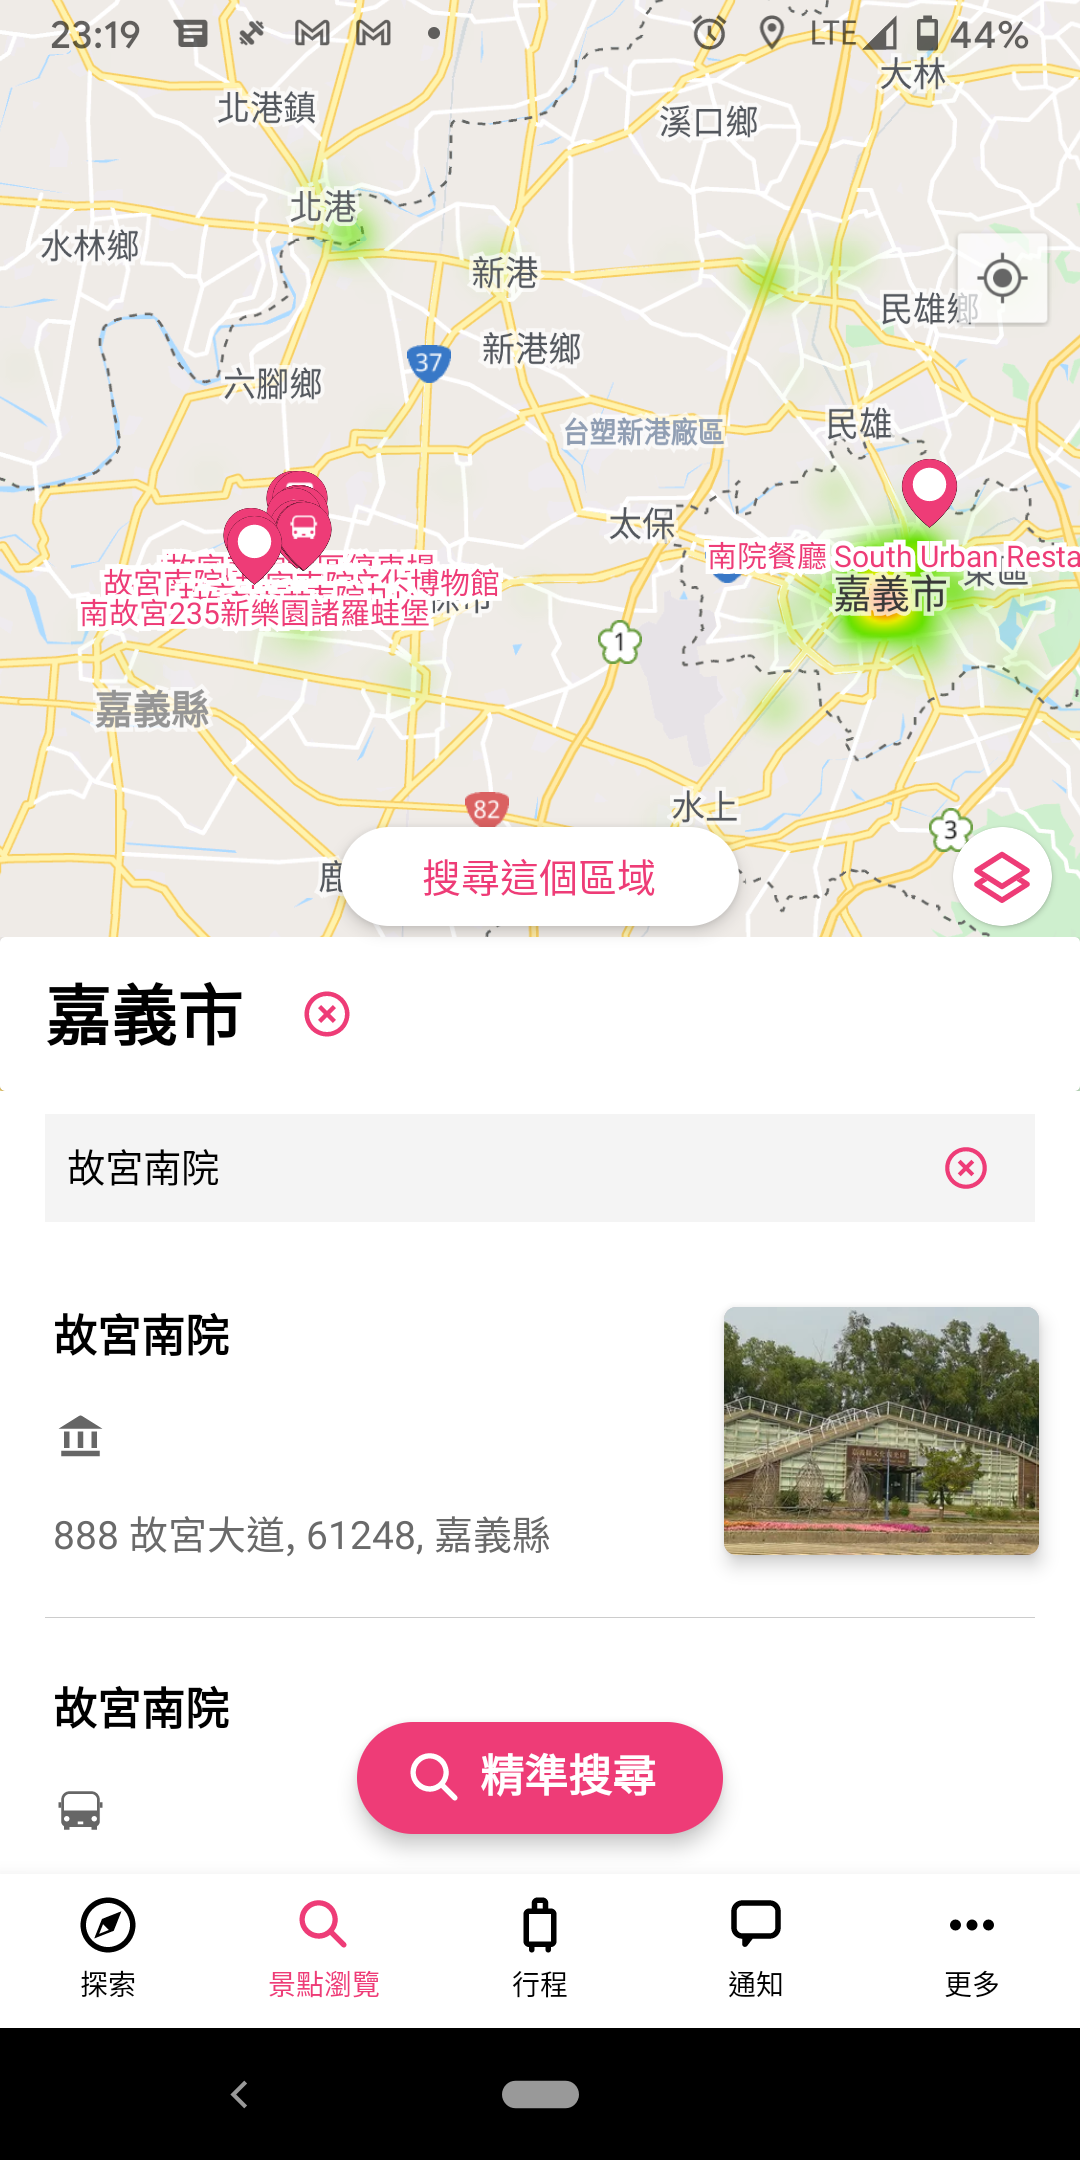 23:19
LTE
44%
大林
北港鎮
溪口鄉
北港
水林鄉
新港
民雄鄉
新港鄉
37
六腳鄉
台塑新港廠區
民雄
太保
南院餐廳 South Urban Resta
東區
嘉義市
故宮南院
文化博物館
南故宮235新樂園諸羅蛙堡
1
嘉義縣
82
水上
3
鹿
搜尋這個區域
嘉義市
故宮南院
故宮南院
888 故宮大道, 61248, 嘉義縣
故宮南院
精準搜尋
探索
景點瀏覽
行程
通知
更多